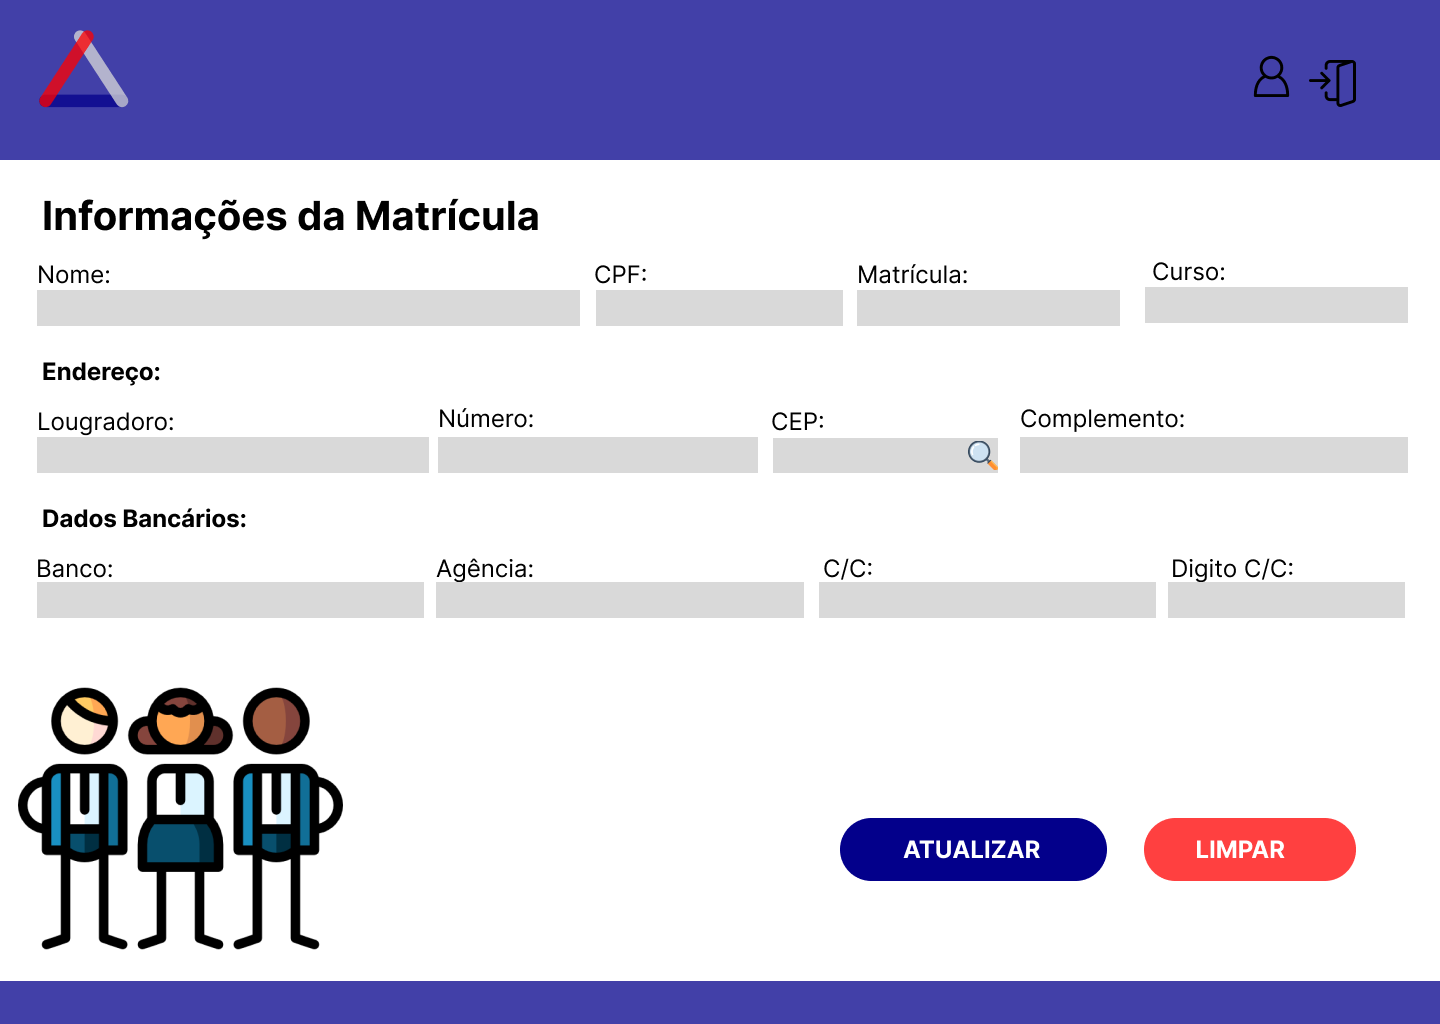 Informações da Matrícula
Nome: CPF: Matrícula: Curso:
Endereço:
Lougradoro: Número: CEP: Complemento:
Dados Bancários:
Banco: Agência: C/C: Digito C/C:
ATUALIZAR LIMPAR